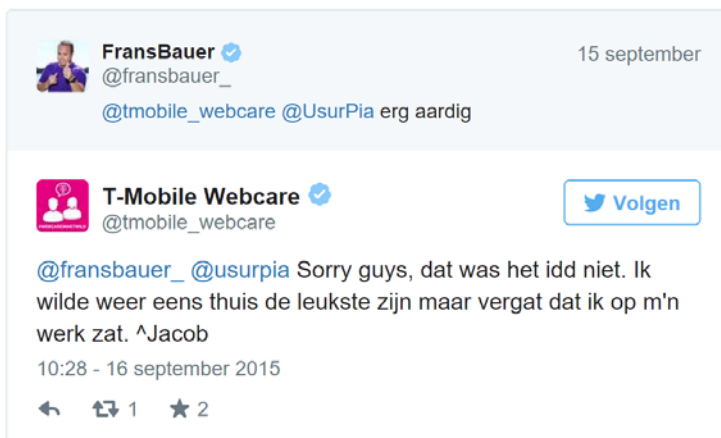 FransBauer
15 september
@fransbauer_
@tmobile_webcare @UsurPia erg aardig
T-Mobile Webcare
Volgen
@tmobile_webcare
@fransbauer_ @usurpia Sorry guys, dat was het idd niet. Ik
wilde weer eens thuis de leukste zijn maar vergat dat ik op m'n
werk zat. ^Jacob
10:28 - 16 september 2015
1
2